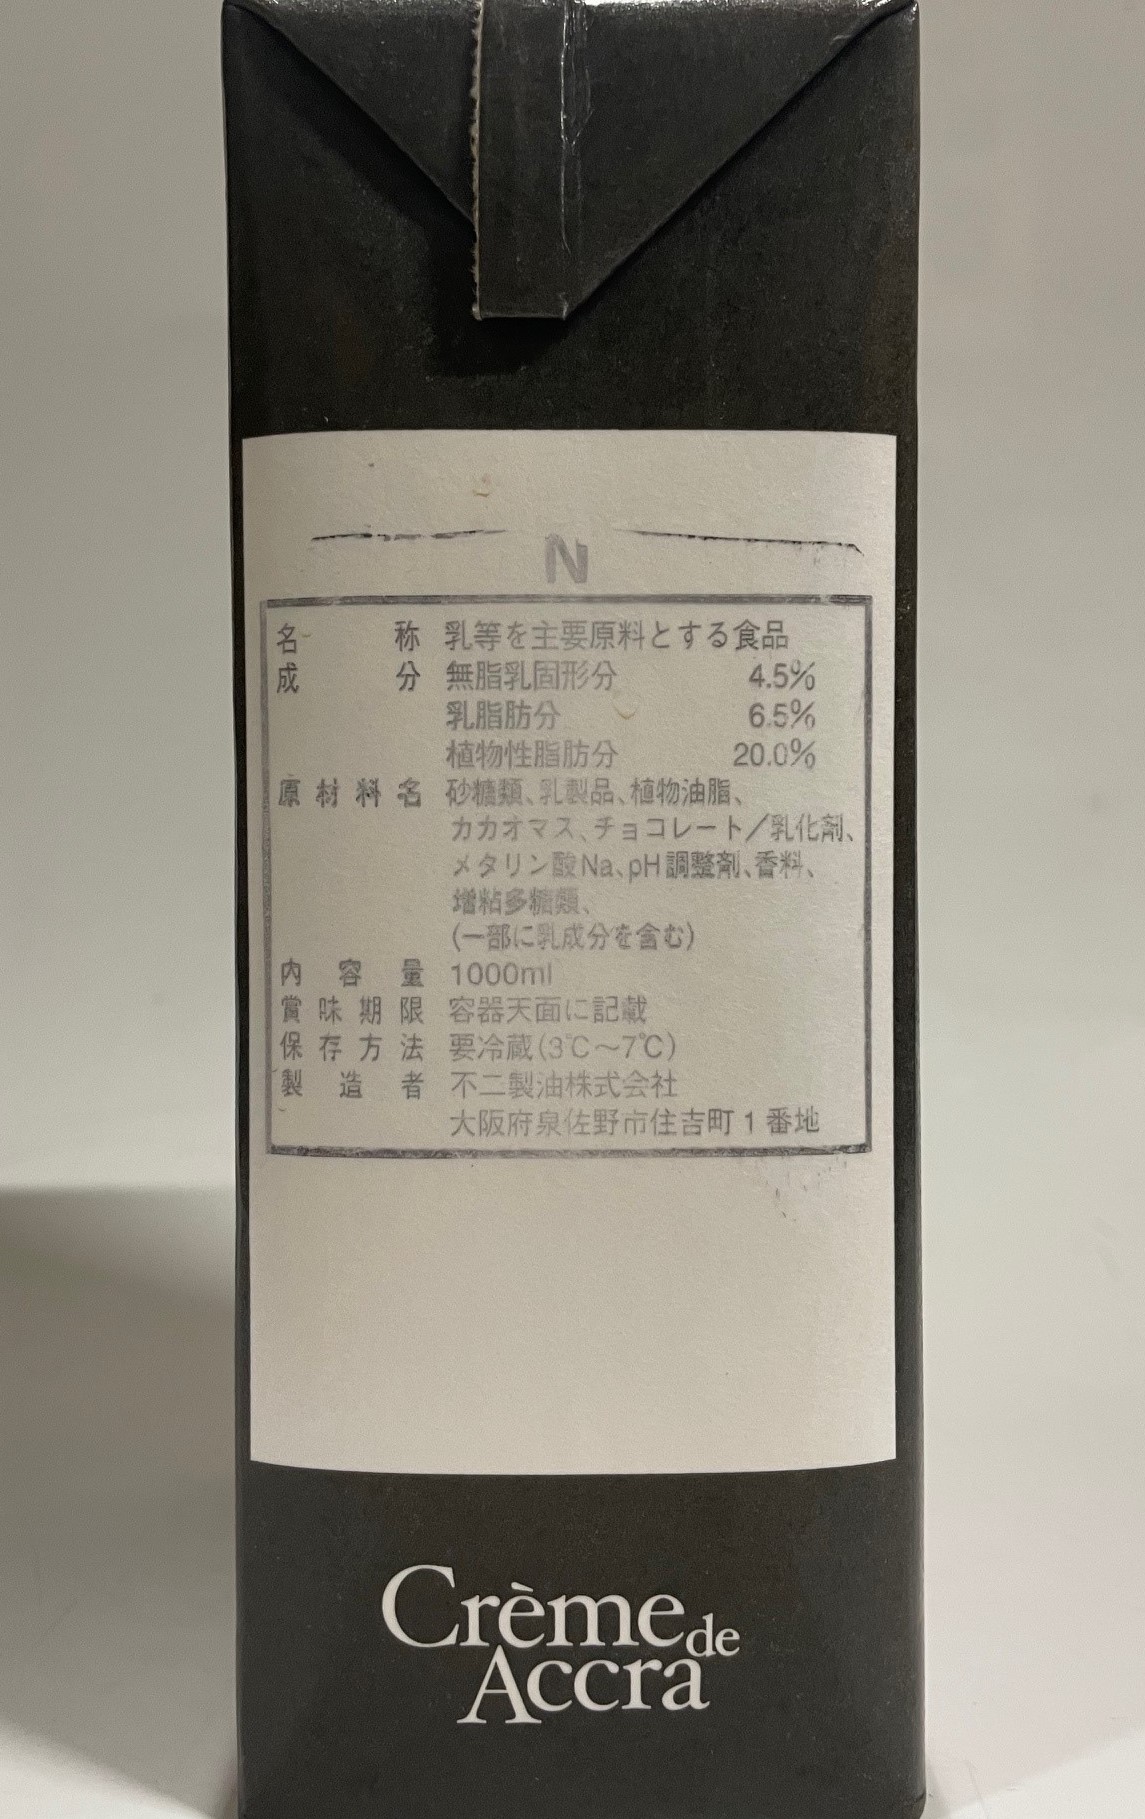 N
名称 乳等を主要原料とする食品
成分 無脂乳固形分 4.5%
乳脂肪分 6.5%
植物性脂肪分 20.0%
原材料名 砂糖類、乳製品、植物油脂、
カカオマス、チョコレート/乳化剤、
メタリン酸Na、pH調整剤、香料、
増粘多糖類、
(一部に乳成分を含む)
内容量 1000ml
賞味期限 容器天面に記載
保存方法 要冷蔵(3℃〜7℃)
製造者 不二製油株式会社
大阪府泉佐野市住吉町1番地
Crème de
Accra